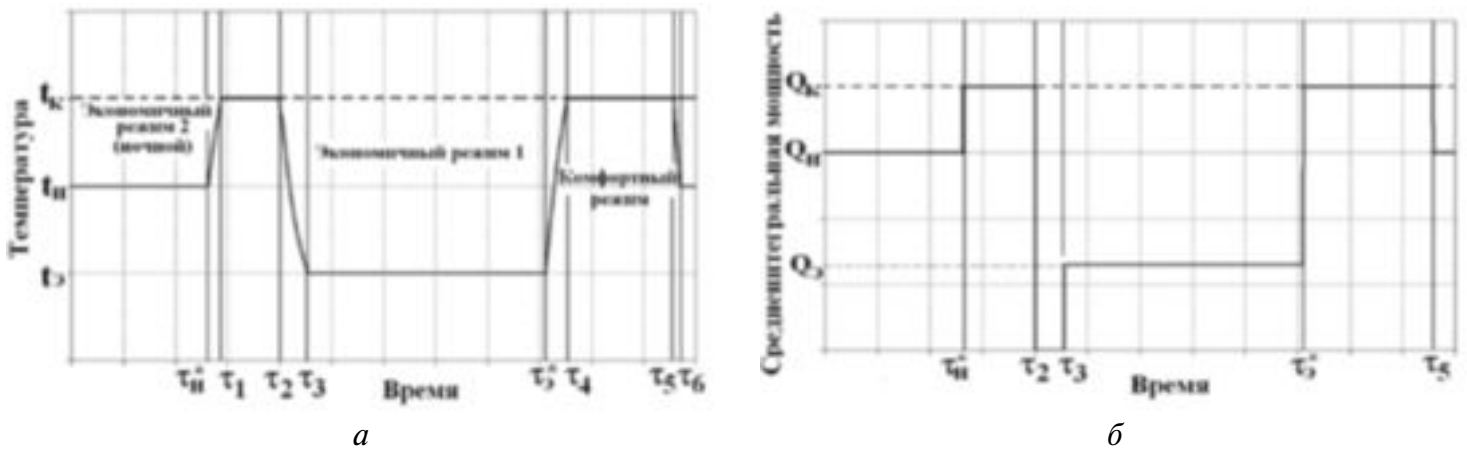 Температура
tк
tн
tэ
Экономичный
режим 2
(ночной)
Экономичный режим 1
Комфортный
режим
τн^ τ1 τ2 τ3 τэ^ τ4 τ5 τ6
Время
а
Среднеинтегральная мощность
Qк
Qн
Qэ
τн^ τ2 τ3 τэ^ τ5
Время
б